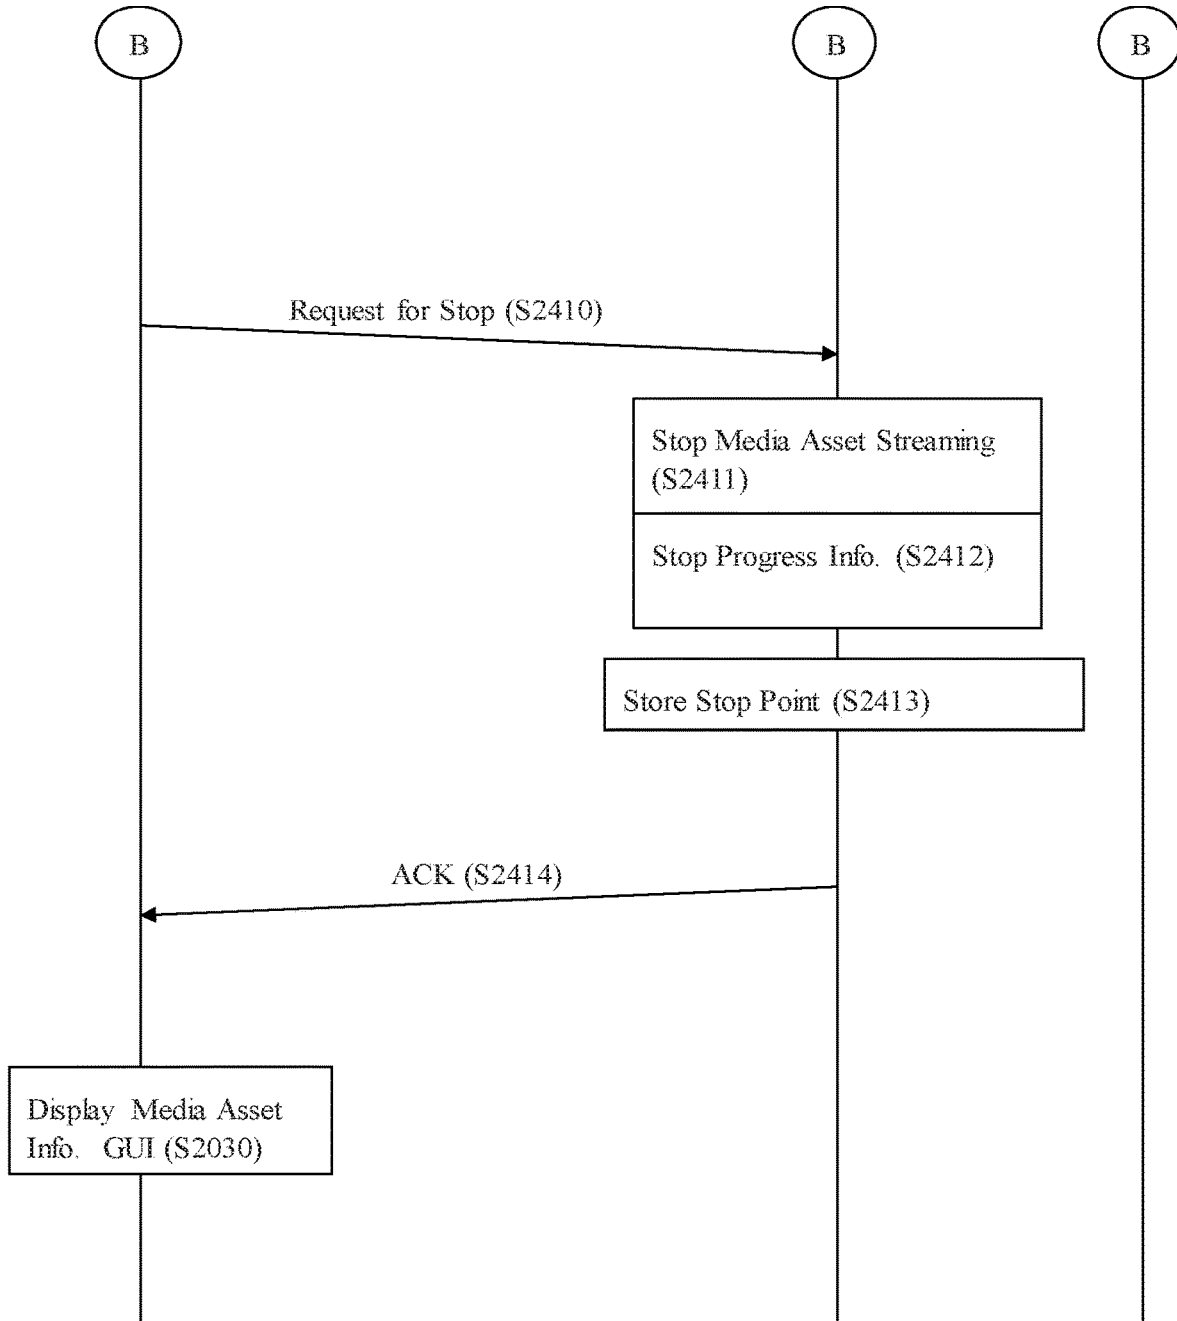 B
B
B
Request for Stop (S2410)
Stop Media Asset Streaming
(S2411)
Stop Progress Info. (S2412)
Store Stop Point (S2413)
ACK (S2414)
Display Media Asset
Info. GUI (S2030)